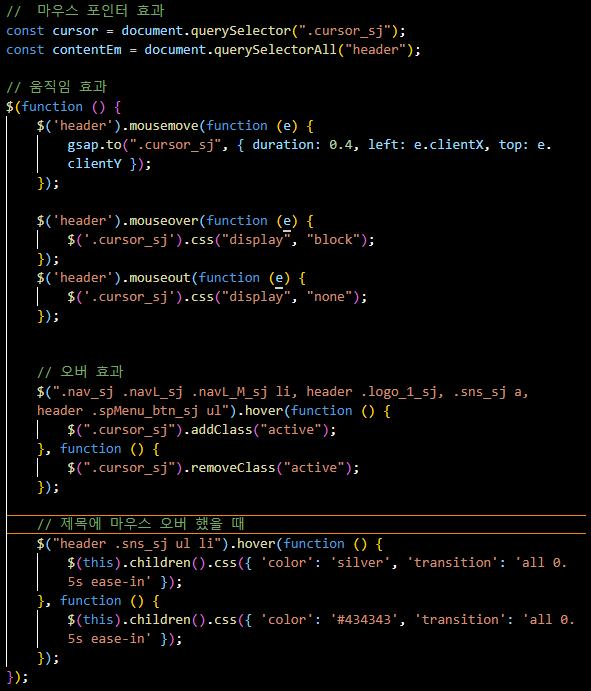 //  마우스 포인터 효과
const cursor = document.querySelector(".cursor_sj");
const contentEm = document.querySelectorAll("header");

// 움직임 효과
$(function () {
    $('header').mousemove(function (e) {
        gsap.to(".cursor_sj", { duration: 0.4, left: e.clientX, top: e.
        clientY });
    });

    $('header').mouseover(function (e) {
        $('.cursor_sj').css("display", "block");
    });
    $('header').mouseout(function (e) {
        $('.cursor_sj').css("display", "none");
    });


    // 오버 효과
    $(".nav_sj .navL_sj .navL_M_sj li, header .logo_1_sj, .sns_sj a,
    header .spMenu_btn_sj ul").hover(function () {
        $(".cursor_sj").addClass("active");
    }, function () {
        $(".cursor_sj").removeClass("active");
    });

    // 제목에 마우스 오버 했을 때
    $("header .sns_sj ul li").hover(function () {
        $(this).children().css({ 'color': 'silver', 'transition': 'all 0.
        5s ease-in' });
    }, function () {
        $(this).children().css({ 'color': '#434343', 'transition': 'all 0.
        5s ease-in' });
    });
});